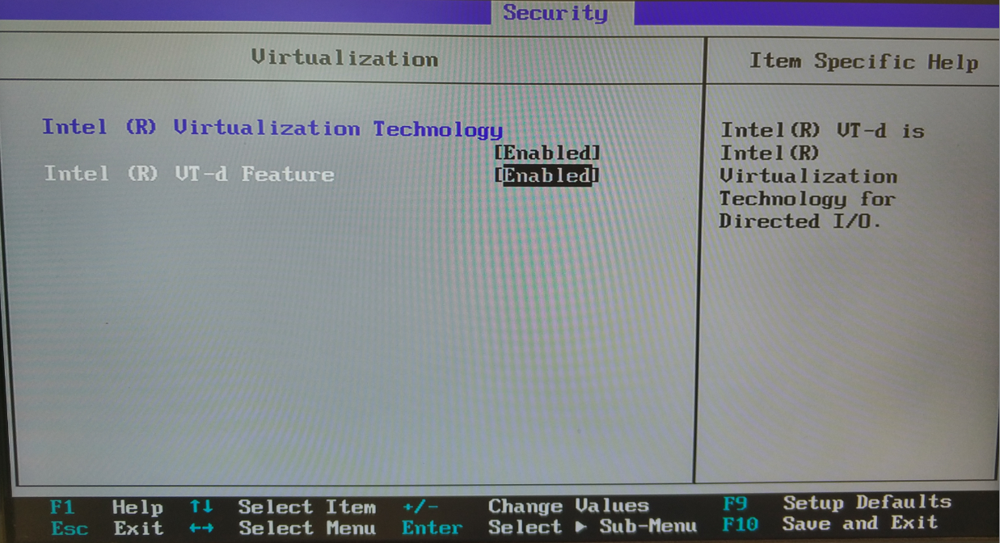 Security
Virtualization
Item Specific Help
Intel (R) Virtualization Technology
[Enabled]
Intel (R) VT-d Feature [Enabled]
Intel(R) VT-d is
Intel(R)
Virtualization
Technology for
Directed I/O.
F1 Help ↑↓ Select Item +/- Change Values F9 Setup Defaults
Esc Exit ←→ Select Menu Enter Select ▶ Sub-Menu F10 Save and Exit